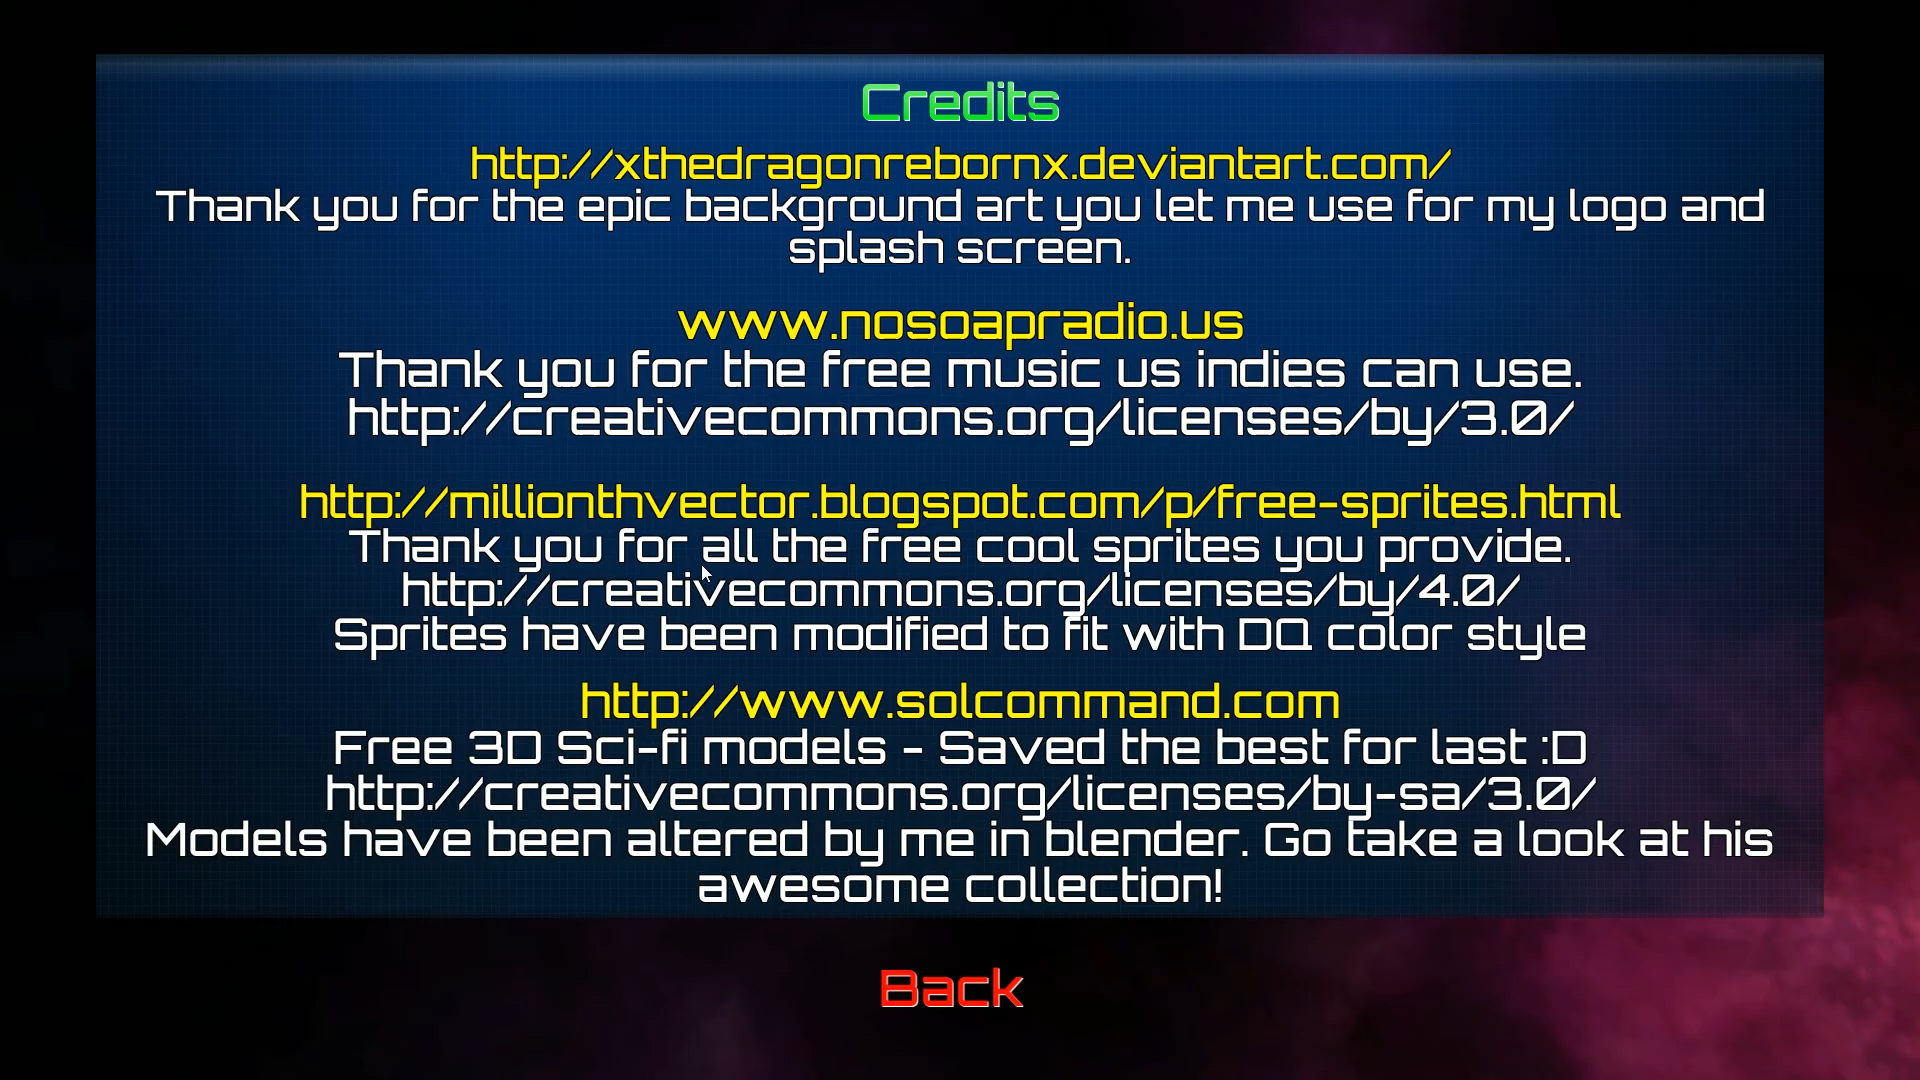 Credits
http://xthedragonrebornx.deviantart.com/
Thank you for the epic background art you let me use for my logo and
splash screen.
www.nosoapradio.us
Thank you for the free music us indies can use.
http://creativecommons.org/licenses/by/3.0/
http://millionthvector.blogspot.com/p/free-sprites.html
Thank you for all the free cool sprites you provide.
http://creativecommons.org/licenses/by/4.0/
Sprites have been modified to fit with DQ color style
http://www.solcommand.com
Free 3D Sci-fi models - Saved the best for last :D
http://creativecommons.org/licenses/by-sa/3.0/
Models have been altered by me in blender. Go take a look at his
awesome collection!
Back